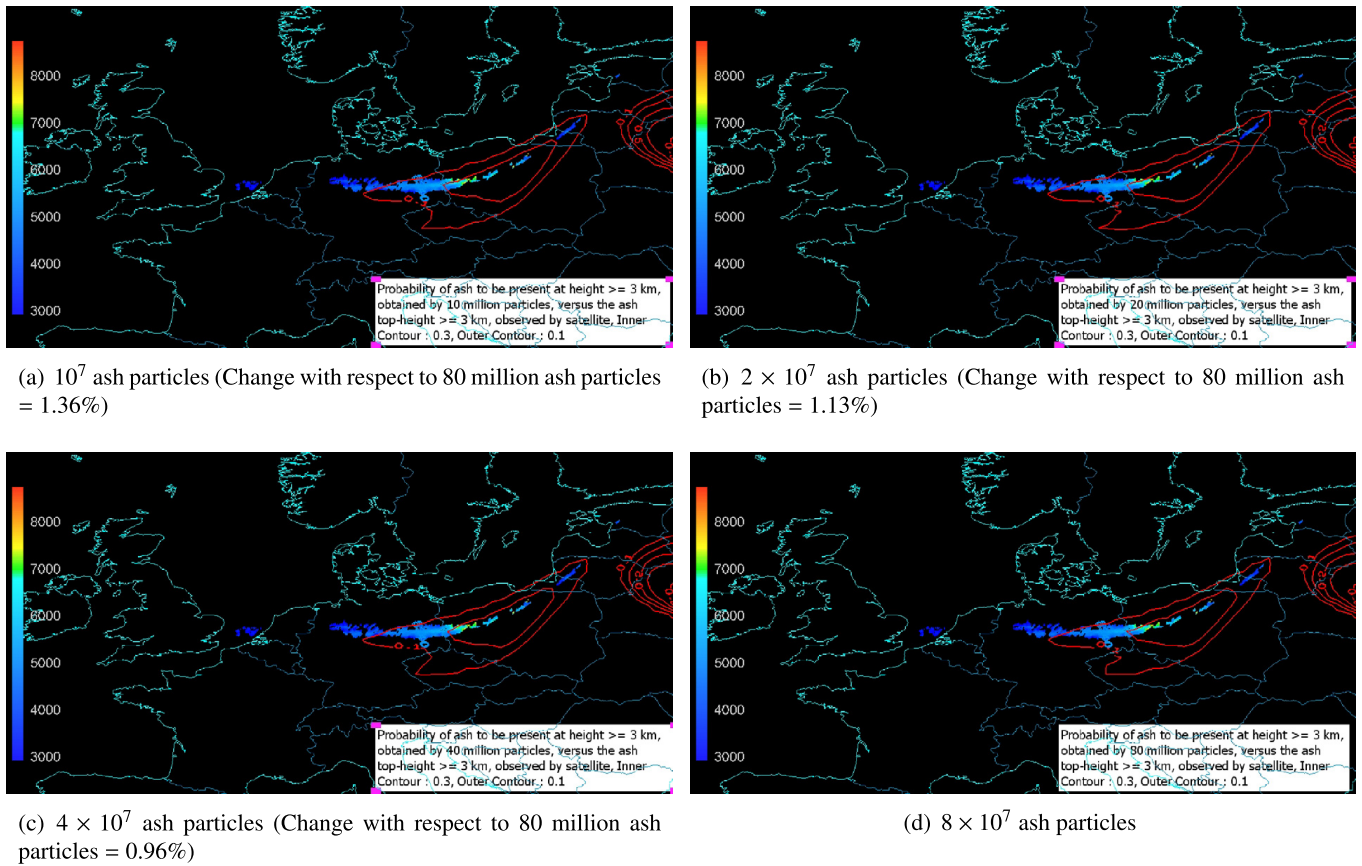 8000
7000
6000
5000
4000
3000
Probability of ash to be present at height >= 3 km,
obtained by 10 million particles, versus the ash
top-height >= 3 km, observed by satellite, Inner
Contour : 0.3, Outer Contour : 0.1
(a) 10⁷ ash particles (Change with respect to 80 million ash particles
= 1.36%)
8000
7000
6000
5000
4000
3000
Probability of ash to be present at height >= 3 km,
obtained by 20 million particles, versus the ash
top-height >= 3 km, observed by satellite, Inner
Contour : 0.3, Outer Contour : 0.1
(b) 2 × 10⁷ ash particles (Change with respect to 80 million ash
particles = 1.13%)
8000
7000
6000
5000
4000
3000
Probability of ash to be present at height >= 3 km,
obtained by 40 million particles, versus the ash
top-height >= 3 km, observed by satellite, Inner
Contour : 0.3, Outer Contour : 0.1
(c) 4 × 10⁷ ash particles (Change with respect to 80 million ash
particles = 0.96%)
8000
7000
6000
5000
4000
3000
Probability of ash to be present at height >= 3 km,
obtained by 80 million particles, versus the ash
top-height >= 3 km, observed by satellite, Inner
Contour : 0.3, Outer Contour : 0.1
(d) 8 × 10⁷ ash particles